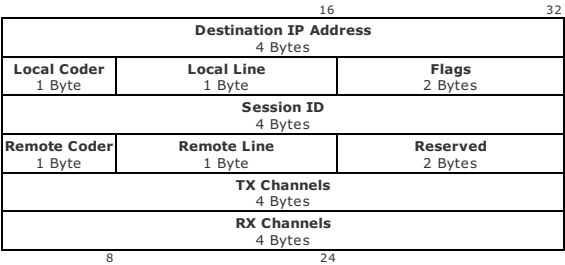 16 32
Destination IP Address
4 Bytes
Local Coder Local Line Flags
1 Byte 1 Byte 2 Bytes
Session ID
4 Bytes
Remote Coder Remote Line Reserved
1 Byte 1 Byte 2 Bytes
TX Channels
4 Bytes
RX Channels
4 Bytes
8 24